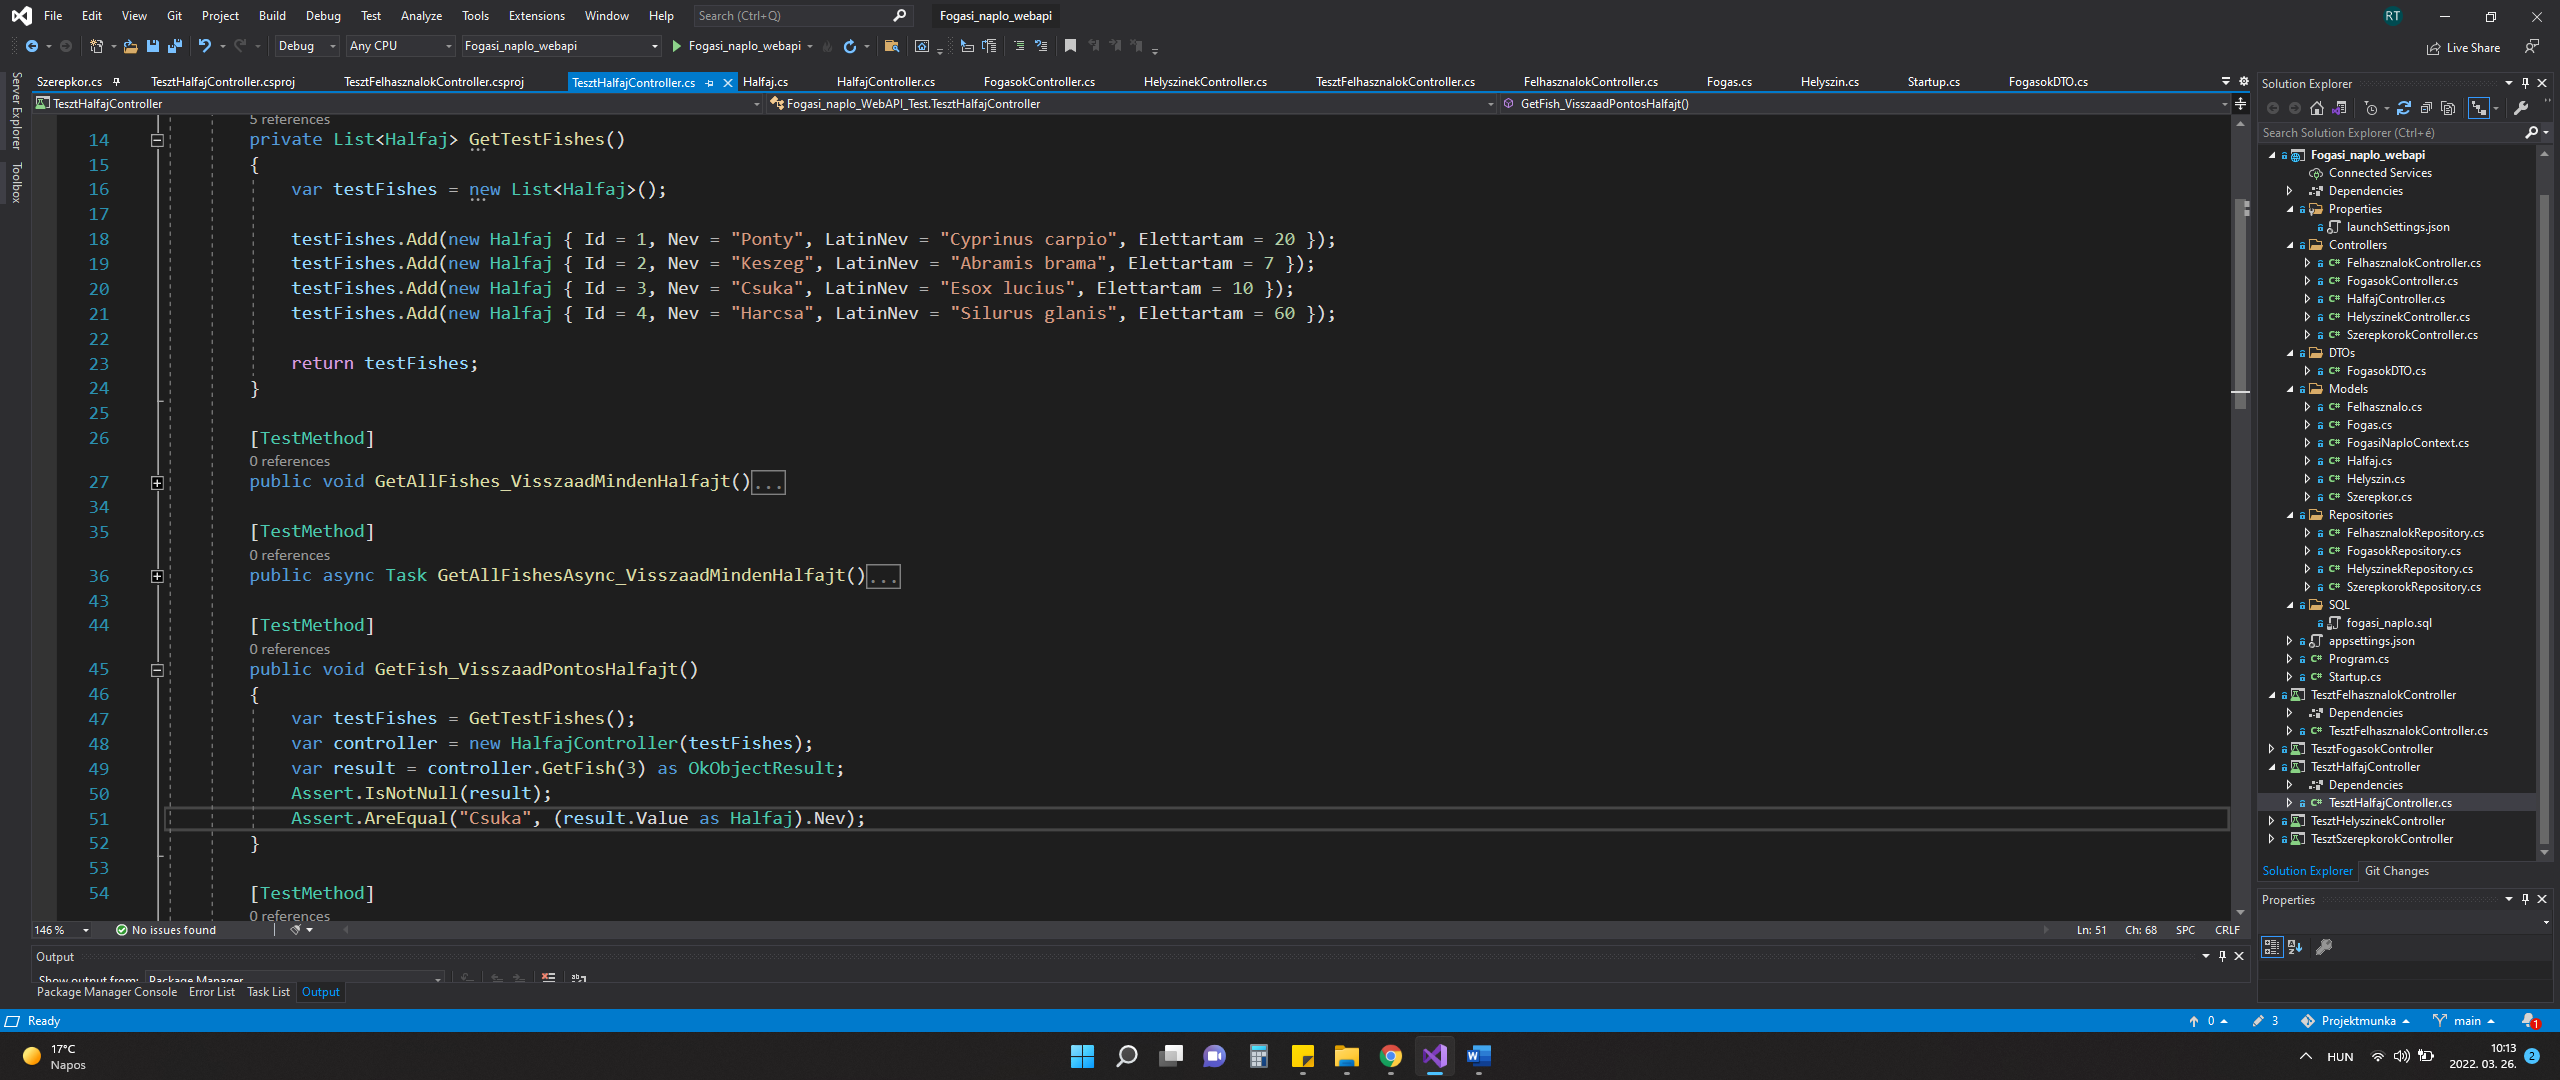 File Edit View Git Project Build Debug Test Analyze Tools Extensions Window Help Search (Ctrl+Q) Fogasi_naplo_webapi RT
Debug Any CPU Fogasi_naplo_webapi Fogasi_naplo_webapi Live Share
Szerepkor.cs TesztHalfajController.csproj TesztFelhasznalokController.csproj TesztHalfajController.cs Halfaj.cs HalfajController.cs FogasokController.cs HelyszinekController.cs TesztFelhasznalokController.cs FelhasznalokController.cs Fogas.cs Helyszin.cs Startup.cs FogasokDTO.cs
TesztHalfajController Fogasi_naplo_WebAPI_Test.TesztHalfajController GetFish_VisszaadPontosHalfajt()
Server Explorer
Toolbox
5 references
14 private List<Halfaj> GetTestFishes()
15 {
16 var testFishes = new List<Halfaj>();
17
18 testFishes.Add(new Halfaj { Id = 1, Nev = "Ponty", LatinNev = "Cyprinus carpio", Elettartam = 20 });
19 testFishes.Add(new Halfaj { Id = 2, Nev = "Keszeg", LatinNev = "Abramis brama", Elettartam = 7 });
20 testFishes.Add(new Halfaj { Id = 3, Nev = "Csuka", LatinNev = "Esox lucius", Elettartam = 10 });
21 testFishes.Add(new Halfaj { Id = 4, Nev = "Harcsa", LatinNev = "Silurus glanis", Elettartam = 60 });
22
23 return testFishes;
24 }
25
26 [TestMethod]
0 references
27 public void GetAllFishes_VisszaadMindenHalfajt()...
34
35 [TestMethod]
0 references
36 public async Task GetAllFishesAsync_VisszaadMindenHalfajt()...
43
44 [TestMethod]
0 references
45 public void GetFish_VisszaadPontosHalfajt()
46 {
47 var testFishes = GetTestFishes();
48 var controller = new HalfajController(testFishes);
49 var result = controller.GetFish(3) as OkObjectResult;
50 Assert.IsNotNull(result);
51 Assert.AreEqual("Csuka", (result.Value as Halfaj).Nev);
52 }
53
54 [TestMethod]
0 references
146 % No issues found Ln: 51 Ch: 68 SPC CRLF
Output
Show output from: Package Manager
Package Manager Console Error List Task List Output
Solution Explorer
Search Solution Explorer (Ctrl+é)
Fogasi_naplo_webapi
Connected Services
Dependencies
Properties
launchSettings.json
Controllers
C# FelhasznalokController.cs
C# FogasokController.cs
C# HalfajController.cs
C# HelyszinekController.cs
C# SzerepkorokController.cs
DTOs
C# FogasokDTO.cs
Models
C# Felhasznalo.cs
C# Fogas.cs
C# FogasiNaploContext.cs
C# Halfaj.cs
C# Helyszin.cs
C# Szerepkor.cs
Repositories
C# FelhasznalokRepository.cs
C# FogasokRepository.cs
C# HelyszinekRepository.cs
C# SzerepkorokRepository.cs
SQL
fogasi_naplo.sql
appsettings.json
C# Program.cs
C# Startup.cs
TesztFelhasznalokController
Dependencies
C# TesztFelhasznalokController.cs
TesztFogasokController
TesztHalfajController
Dependencies
C# TesztHalfajController.cs
TesztHelyszinekController
TesztSzerepkorokController
Solution Explorer Git Changes
Properties
Ready 0 3 Projektmunka main 1
17°C
Napos
HUN 10:13
2022. 03. 26. 2